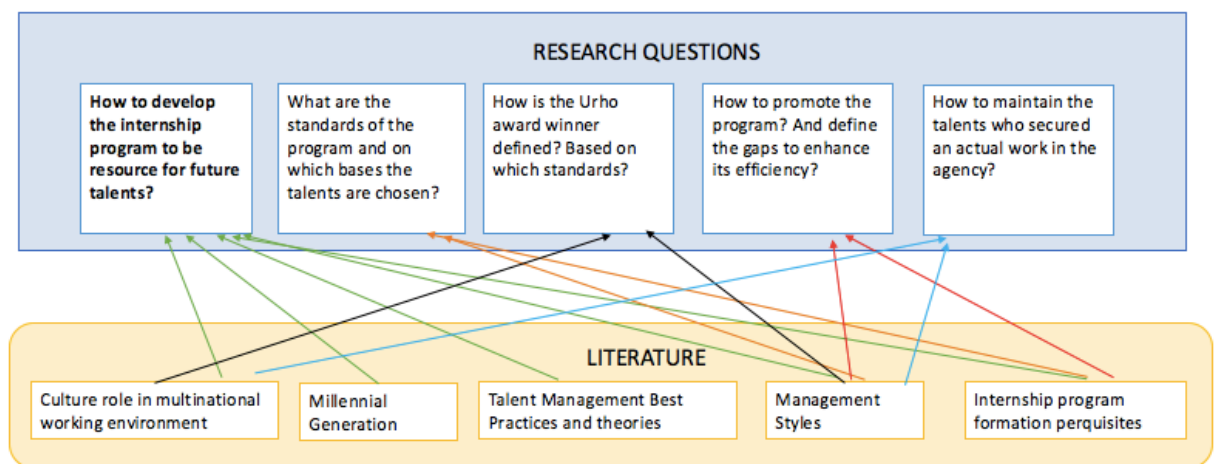 RESEARCH QUESTIONS
How to develop
the internship
program to be
resource for future
talents?
What are the
standards of the
program and on
which bases the
talents are chosen?
How is the Urho
award winner
defined? Based on
which standards?
How to promote the
program? And define
the gaps to enhance
its efficiency?
How to maintain the
talents who secured
an actual work in the
agency?
LITERATURE
Culture role in multinational
working environment
Millennial
Generation
Talent Management Best
Practices and theories
Management
Styles
Internship program
formation perquisites